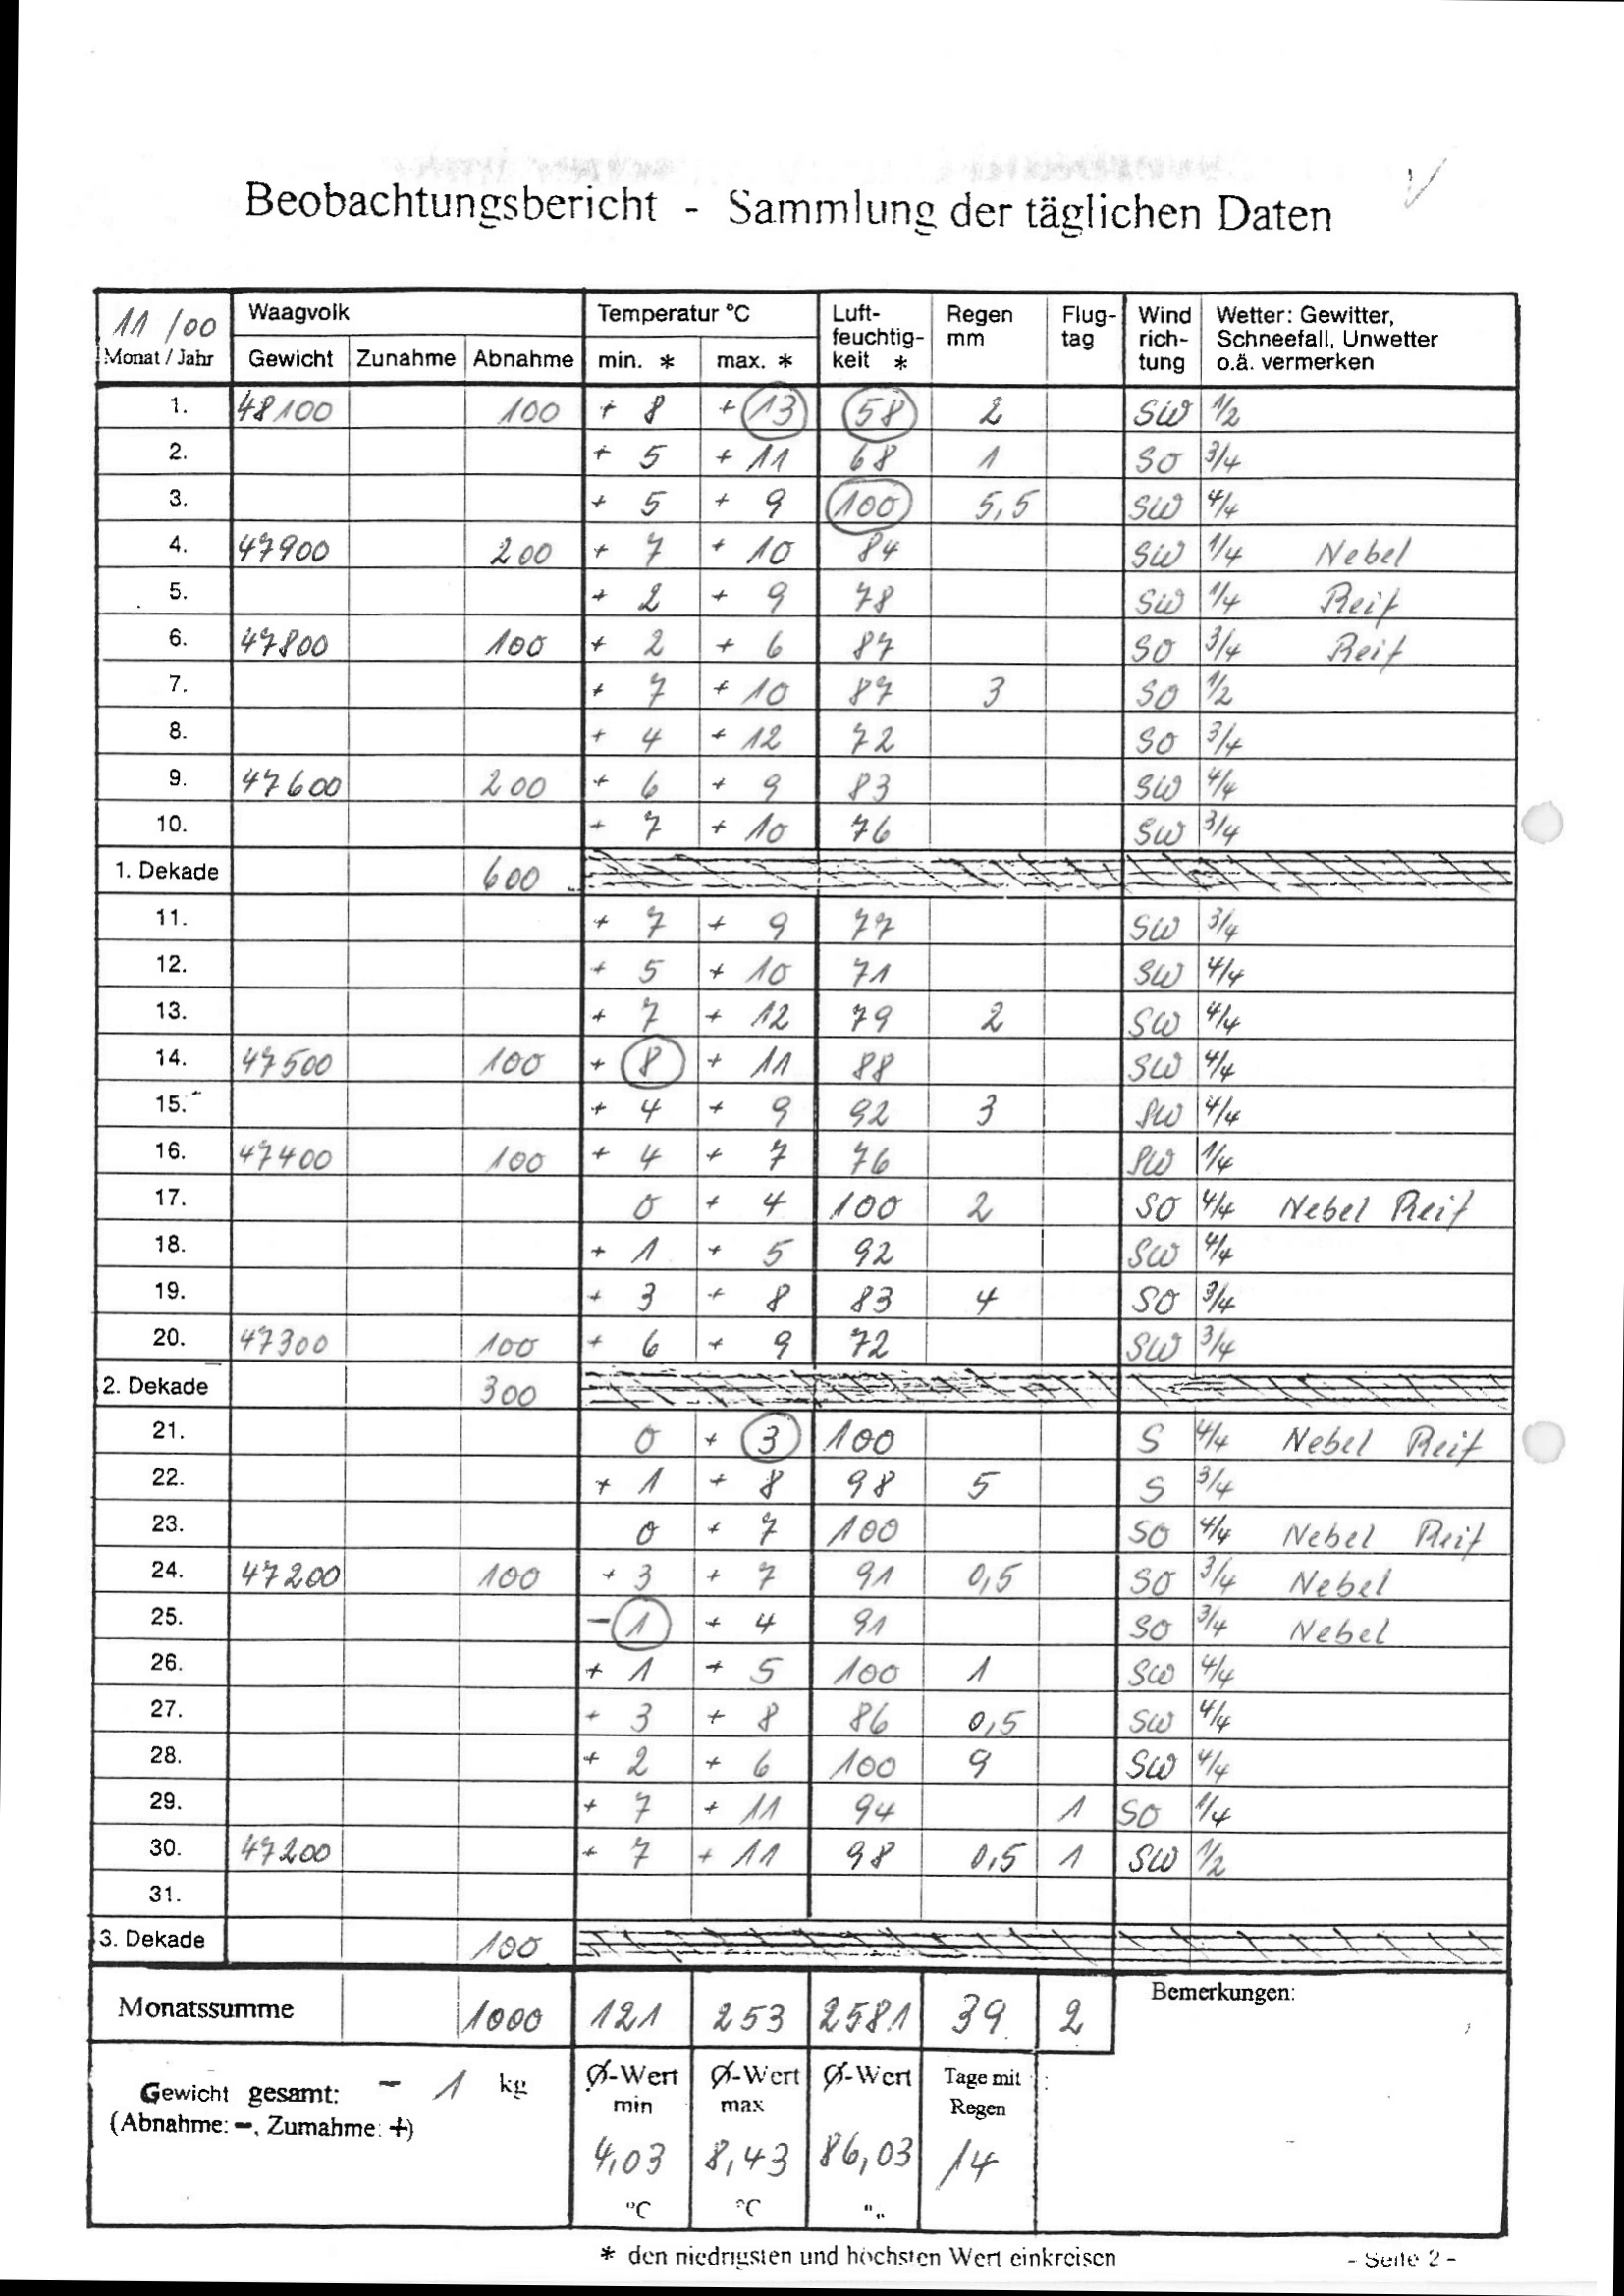 Beobachtungsbericht - Sammlung der täglichen Daten
11/00 Waagvolk Temperatur °C Luft- Regen Flug- Wind Wetter: Gewitter,
feuchtig- mm tag rich- Schneefall, Unwetter
Monat / Jahr Gewicht Zunahme Abnahme min. * max. * keit * tung o.ä. vermerken
1. 48100 100 + 8 + 13 58 2 SW 1/2
2. + 5 + 11 68 1 SO 3/4
3. + 5 + 9 100 5,5 SW 4/4
4. 47900 200 + 7 + 10 84 SW 1/4 Nebel
5. + 2 + 9 78 SW 1/4 Reif
6. 47800 100 + 2 + 6 87 SO 3/4 Reif
7. + 7 + 10 87 3 SO 1/2
8. + 4 + 12 72 SO 3/4
9. 47600 200 + 6 + 9 83 SW 4/4
10. + 7 + 10 76 SW 3/4
1. Dekade 600
11. + 7 + 9 77 SW 3/4
12. + 5 + 10 71 SW 4/4
13. + 7 + 12 79 2 SW 4/4
14. 47500 100 + 8 + 11 88 SW 4/4
15. + 4 + 9 92 3 SW 4/4
16. 47400 100 + 4 + 7 76 SW 1/4
17. 0 + 4 100 2 SO 4/4 Nebel Reif
18. + 1 + 5 92 SW 4/4
19. + 3 + 8 83 4 SO 3/4
20. 47300 100 + 6 + 9 72 SW 3/4
2. Dekade 300
21. 0 + 3 100 S 4/4 Nebel Reif
22. + 1 + 8 98 5 S 3/4
23. 0 + 7 100 SO 4/4 Nebel Reif
24. 47200 100 + 3 + 7 91 0,5 SO 3/4 Nebel
25. - 1 + 4 91 SO 3/4 Nebel
26. + 1 + 5 100 1 SW 4/4
27. + 3 + 8 86 0,5 SW 4/4
28. + 2 + 6 100 9 SW 4/4
29. + 7 + 11 94 1 SO 1/4
30. 47200 + 7 + 11 98 0,5 1 SW 1/2
31.
3. Dekade 100
Monatssumme 1000 121 253 2581 39 2 Bemerkungen:
Gewicht gesamt: - 1 kg Ø-Wert Ø-Wert Ø-Wert Tage mit
(Abnahme: -, Zumahme: +) min max Regen
4,03 8,43 86,03 14
°C °C
* den niedrigsten und höchsten Wert einkreisen - Seite 2 -